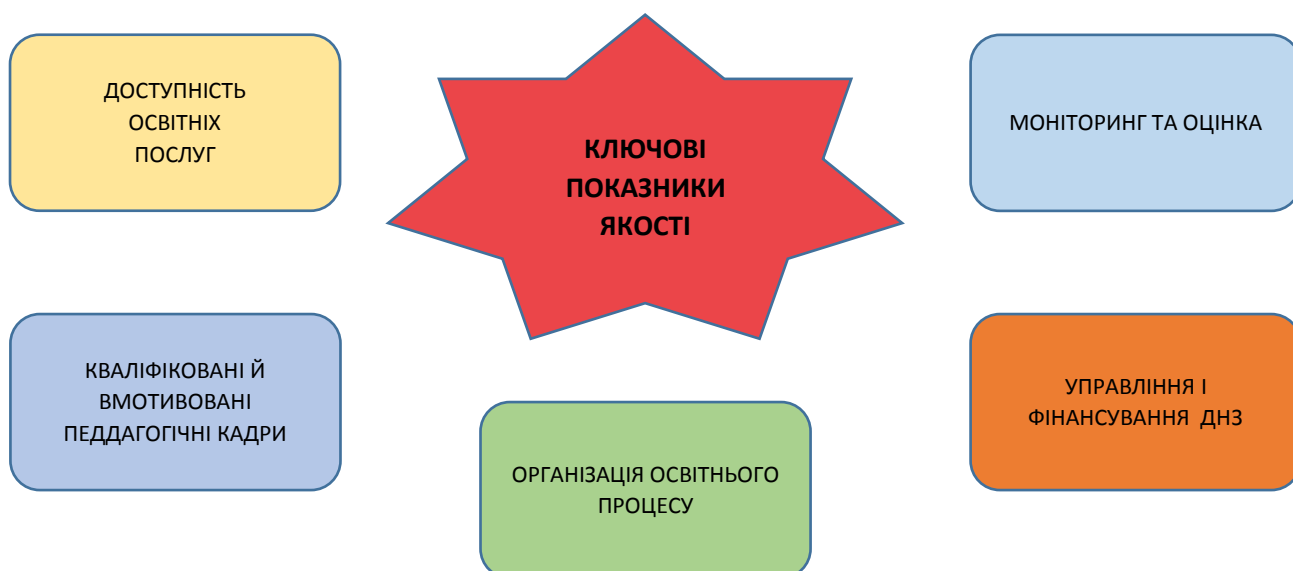 ДОСТУПНІСТЬ
ОСВІТНІХ
ПОСЛУГ
КЛЮЧОВІ
ПОКАЗНИКИ
ЯКОСТІ
МОНІТОРИНГ ТА ОЦІНКА
КВАЛІФІКОВАНІ Й
ВМОТИВОВАНІ
ПЕДДАГОГІЧНІ КАДРИ
ОРГАНІЗАЦІЯ ОСВІТНЬОГО
ПРОЦЕСУ
УПРАВЛІННЯ І
ФІНАНСУВАННЯ ДНЗ